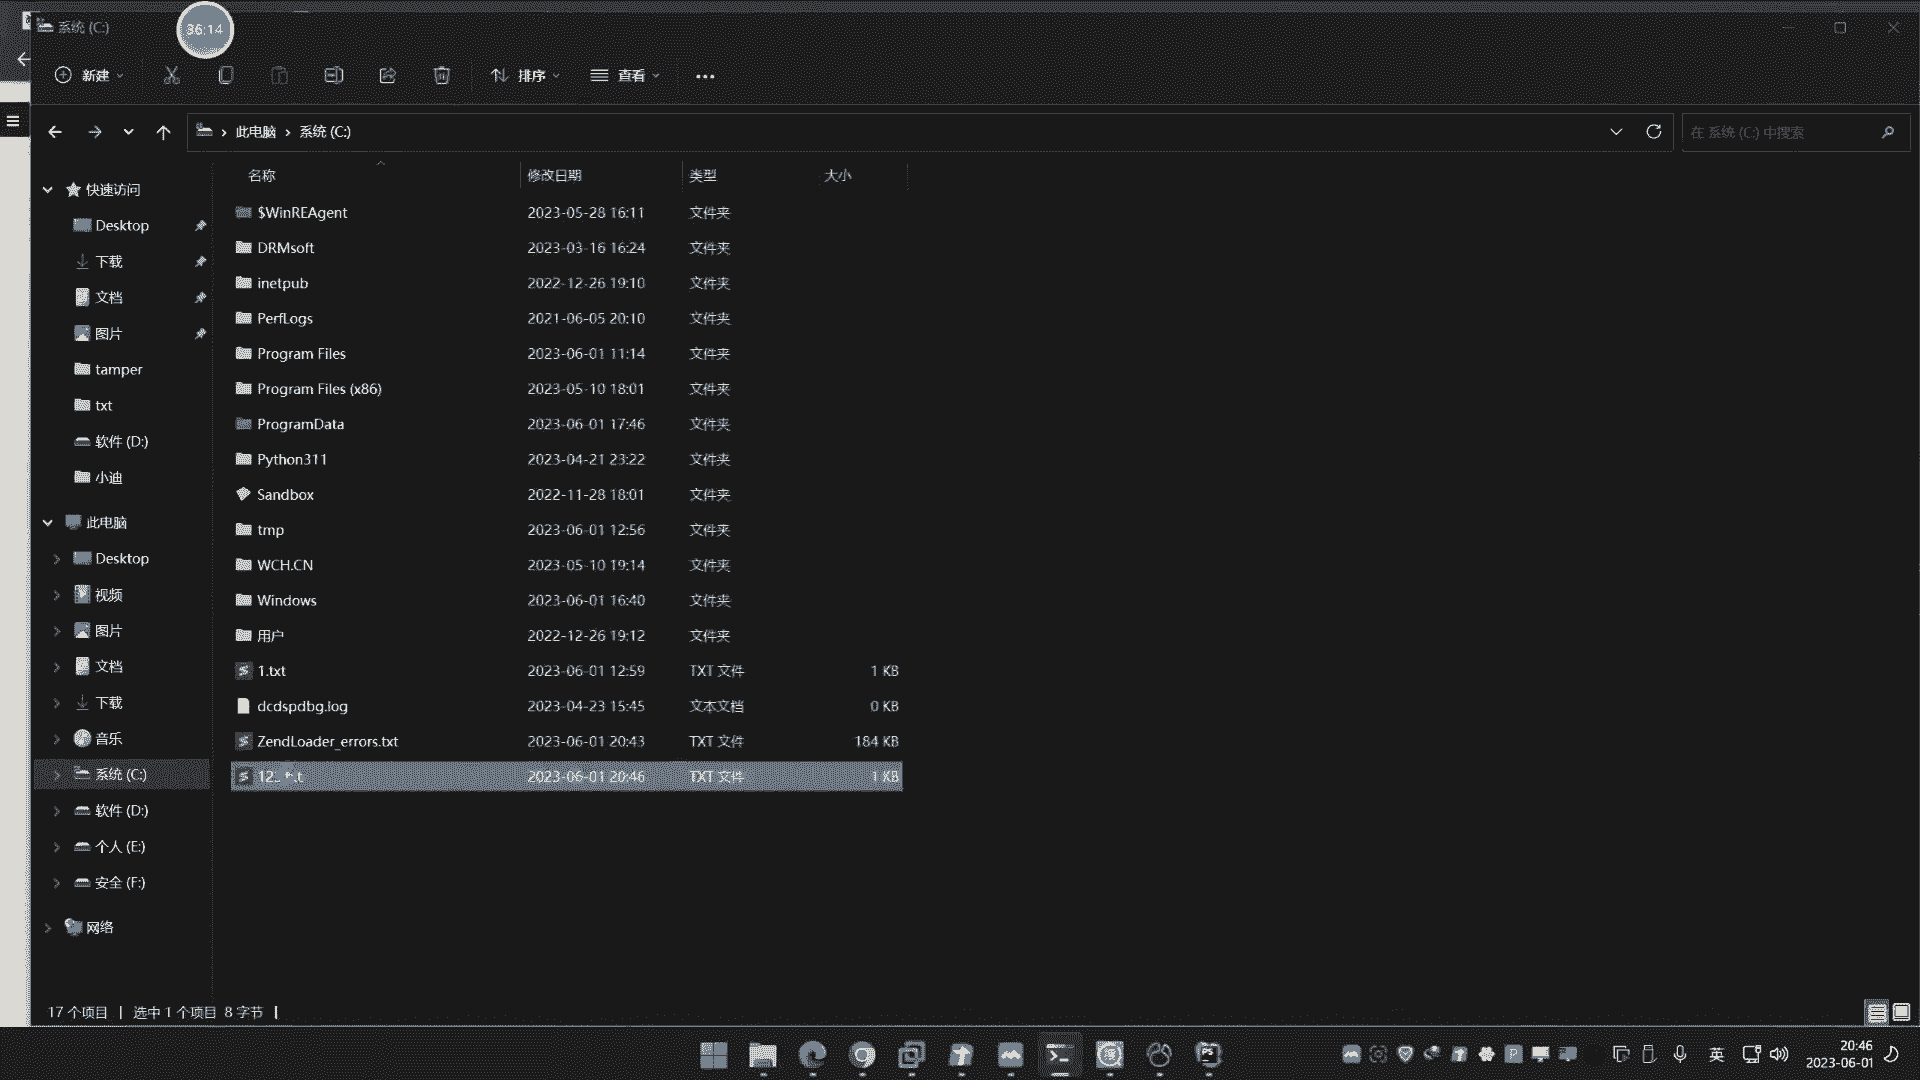 系统 (C:)
36:14
新建
排序
查看
此电脑 › 系统 (C:)
在 系统 (C:) 中搜索
名称 修改日期 类型 大小
快速访问
Desktop
下载
文档
图片
tamper
txt
软件 (D:)
小迪
此电脑
Desktop
视频
图片
文档
下载
音乐
系统 (C:)
软件 (D:)
个人 (E:)
安全 (F:)
网络
$WinREAgent 2023-05-28 16:11 文件夹
DRMsoft 2023-03-16 16:24 文件夹
inetpub 2022-12-26 19:10 文件夹
PerfLogs 2021-06-05 20:10 文件夹
Program Files 2023-06-01 11:14 文件夹
Program Files (x86) 2023-05-10 18:01 文件夹
ProgramData 2023-06-01 17:46 文件夹
Python311 2023-04-21 23:22 文件夹
Sandbox 2022-11-28 18:01 文件夹
tmp 2023-06-01 12:56 文件夹
WCH.CN 2023-05-10 19:14 文件夹
Windows 2023-06-01 16:40 文件夹
用户 2022-12-26 19:12 文件夹
1.txt 2023-06-01 12:59 TXT 文件 1 KB
dcdspdbg.log 2023-04-23 15:45 文本文档 0 KB
ZendLoader_errors.txt 2023-06-01 20:43 TXT 文件 184 KB
2023-06-01 20:46 TXT 文件 1 KB
17 个项目 | 选中 1 个项目 8 字节 |
英
20:46
2023-06-01